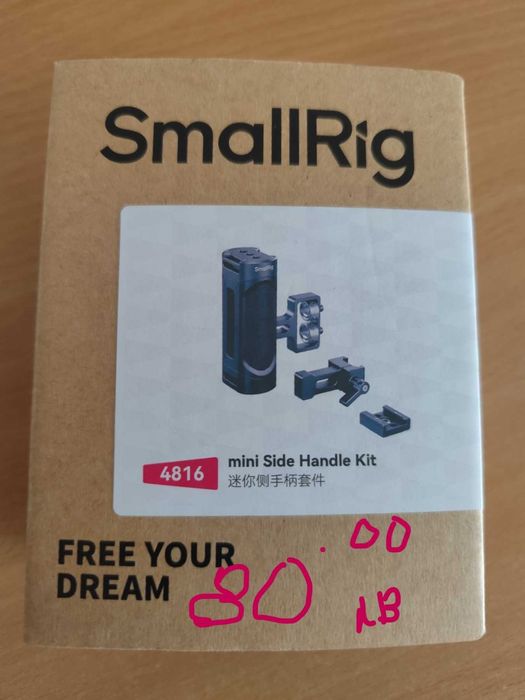 SmallRig
SmallRig
4816
mini Side Handle Kit
迷你侧手柄套件
FREE YOUR
DREAM
80.00
лв